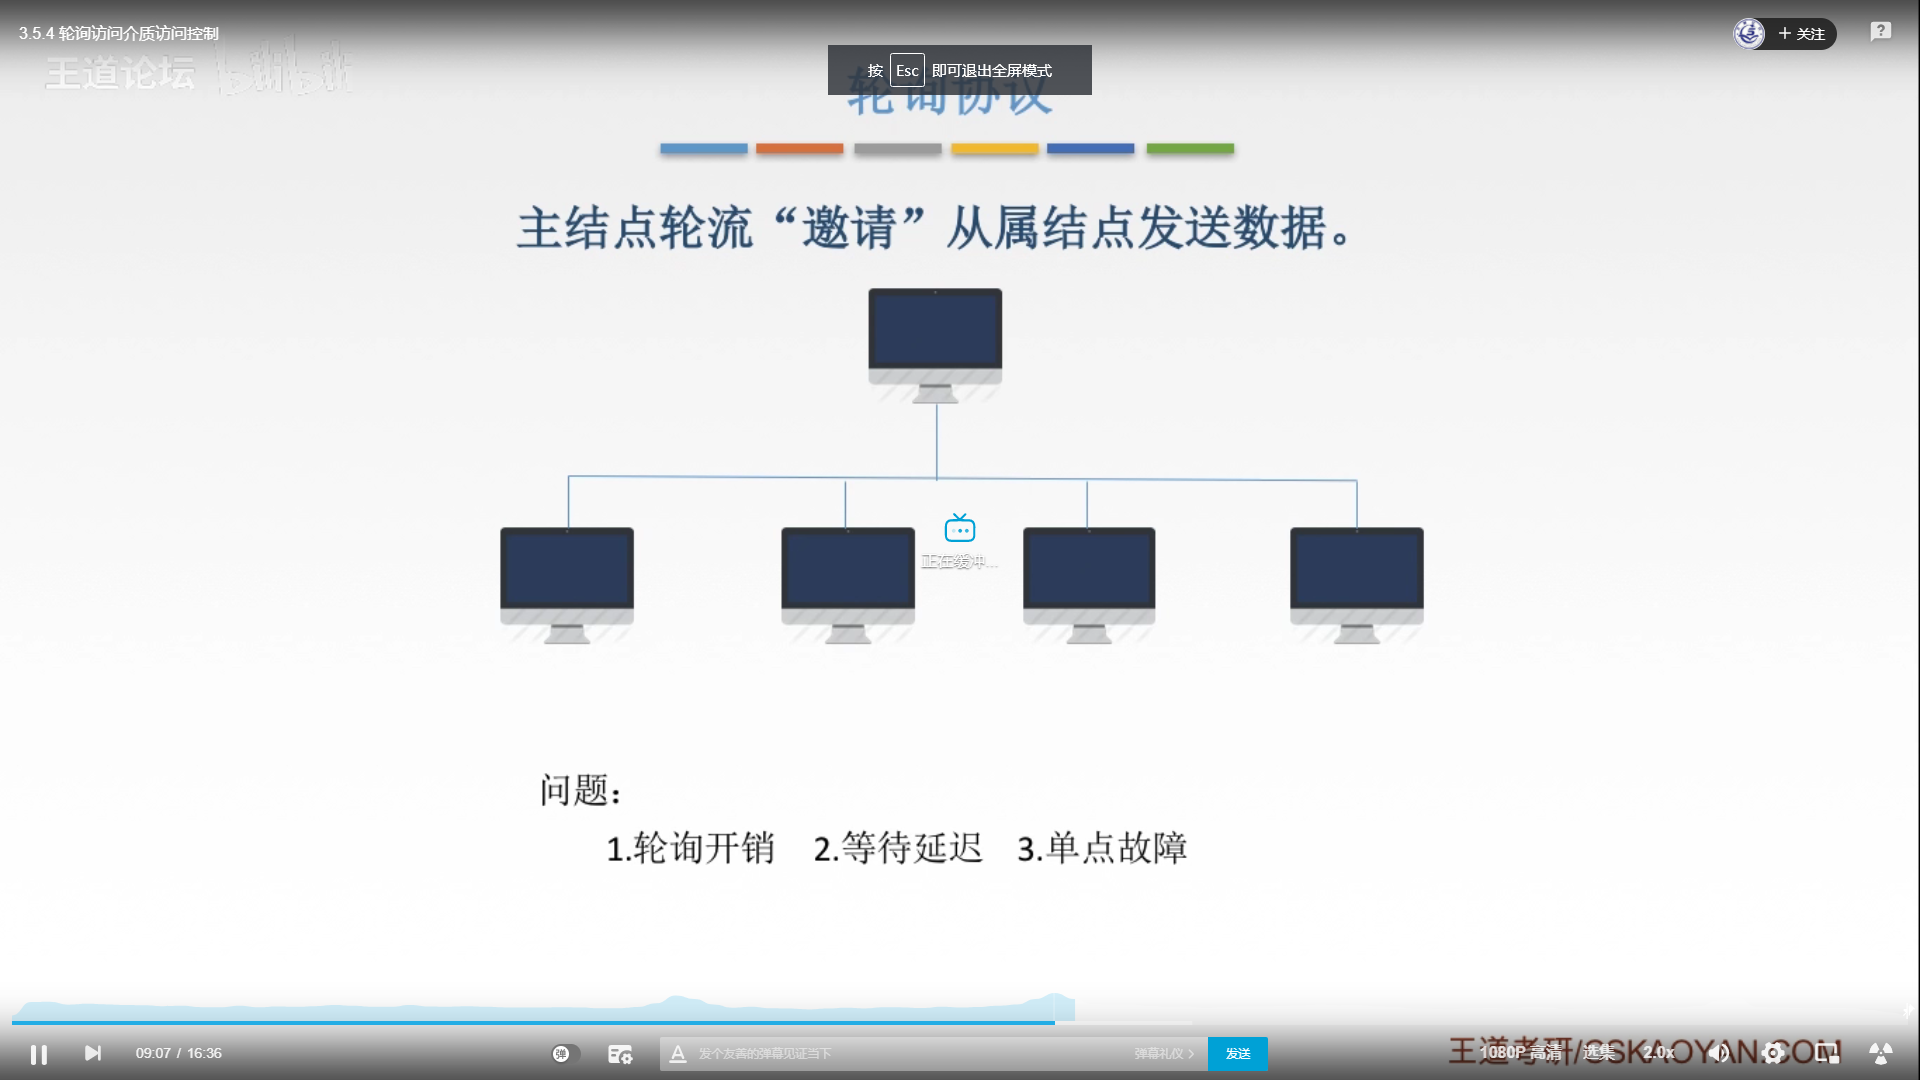 3.5.4 轮询访问介质访问控制
+ 关注
王道论坛 bilibili
按 Esc 即可退出全屏模式
轮询协议
主结点轮流“邀请”从属结点发送数据。
正在缓冲...
问题：
1.轮询开销 2.等待延迟 3.单点故障
王道考研/CSKAOYAN.COM
09:07 / 16:36
弹
发个友善的弹幕见证当下
弹幕礼仪 >
发送
1080P 高清
选集
2.0x